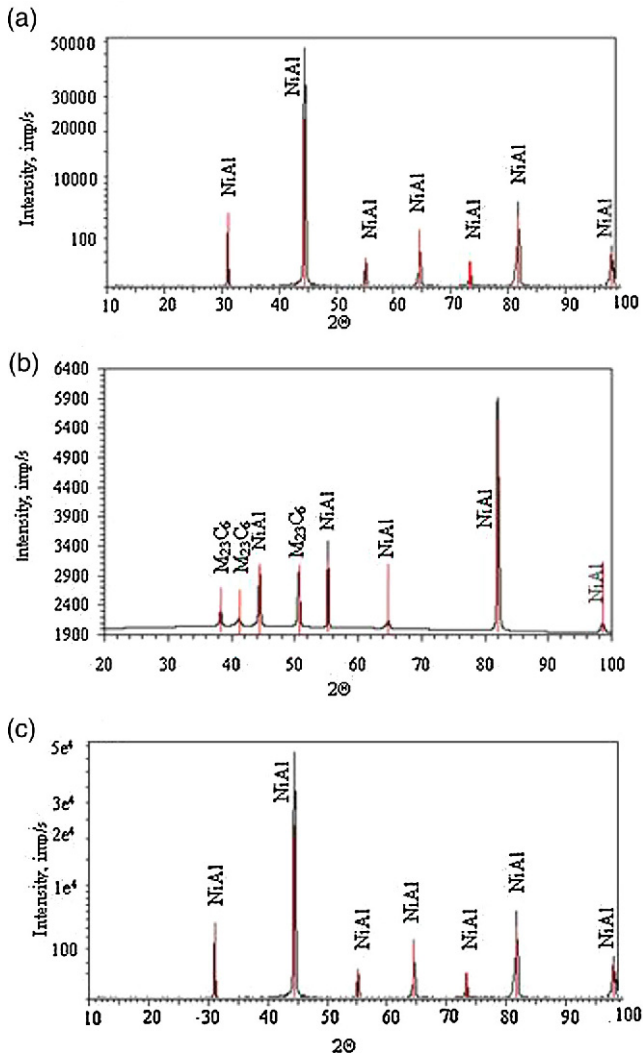 (a)
50000
30000
20000
10000
100
Intensity, imp/s
NiAl
NiAl
NiAl
NiAl
NiAl
NiAl
NiAl
10 20 30 40 50 60 70 80 90 100
2Θ
(b)
6400
5900
5400
4900
4400
3900
3400
2900
2400
1900
Intensity, imp/s
M23C6
M23C6
NiAl
M23C6
NiAl
NiAl
NiAl
NiAl
20 30 40 50 60 70 80 90 100
2Θ
(c)
5e4
3e4
2e4
1e4
100
Intensity, imp/s
NiAl
NiAl
NiAl
NiAl
NiAl
NiAl
NiAl
10 20 -30 40 50 60 70 80 90 100
2Θ